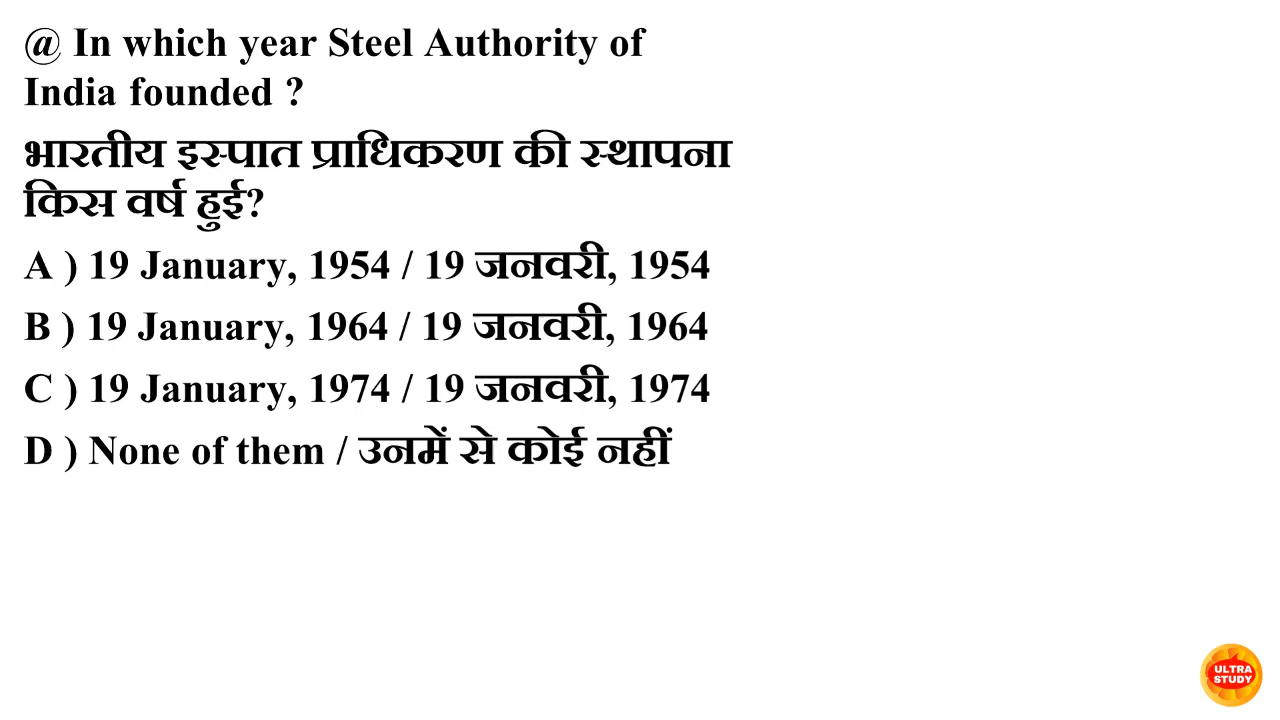 @ In which year Steel Authority of
India founded ?
भारतीय इस्पात प्राधिकरण की स्थापना
किस वर्ष हुई?
A ) 19 January, 1954 / 19 जनवरी, 1954
B ) 19 January, 1964 / 19 जनवरी, 1964
C ) 19 January, 1974 / 19 जनवरी, 1974
D ) None of them / उनमें से कोई नहीं
ULTRA
STUDY